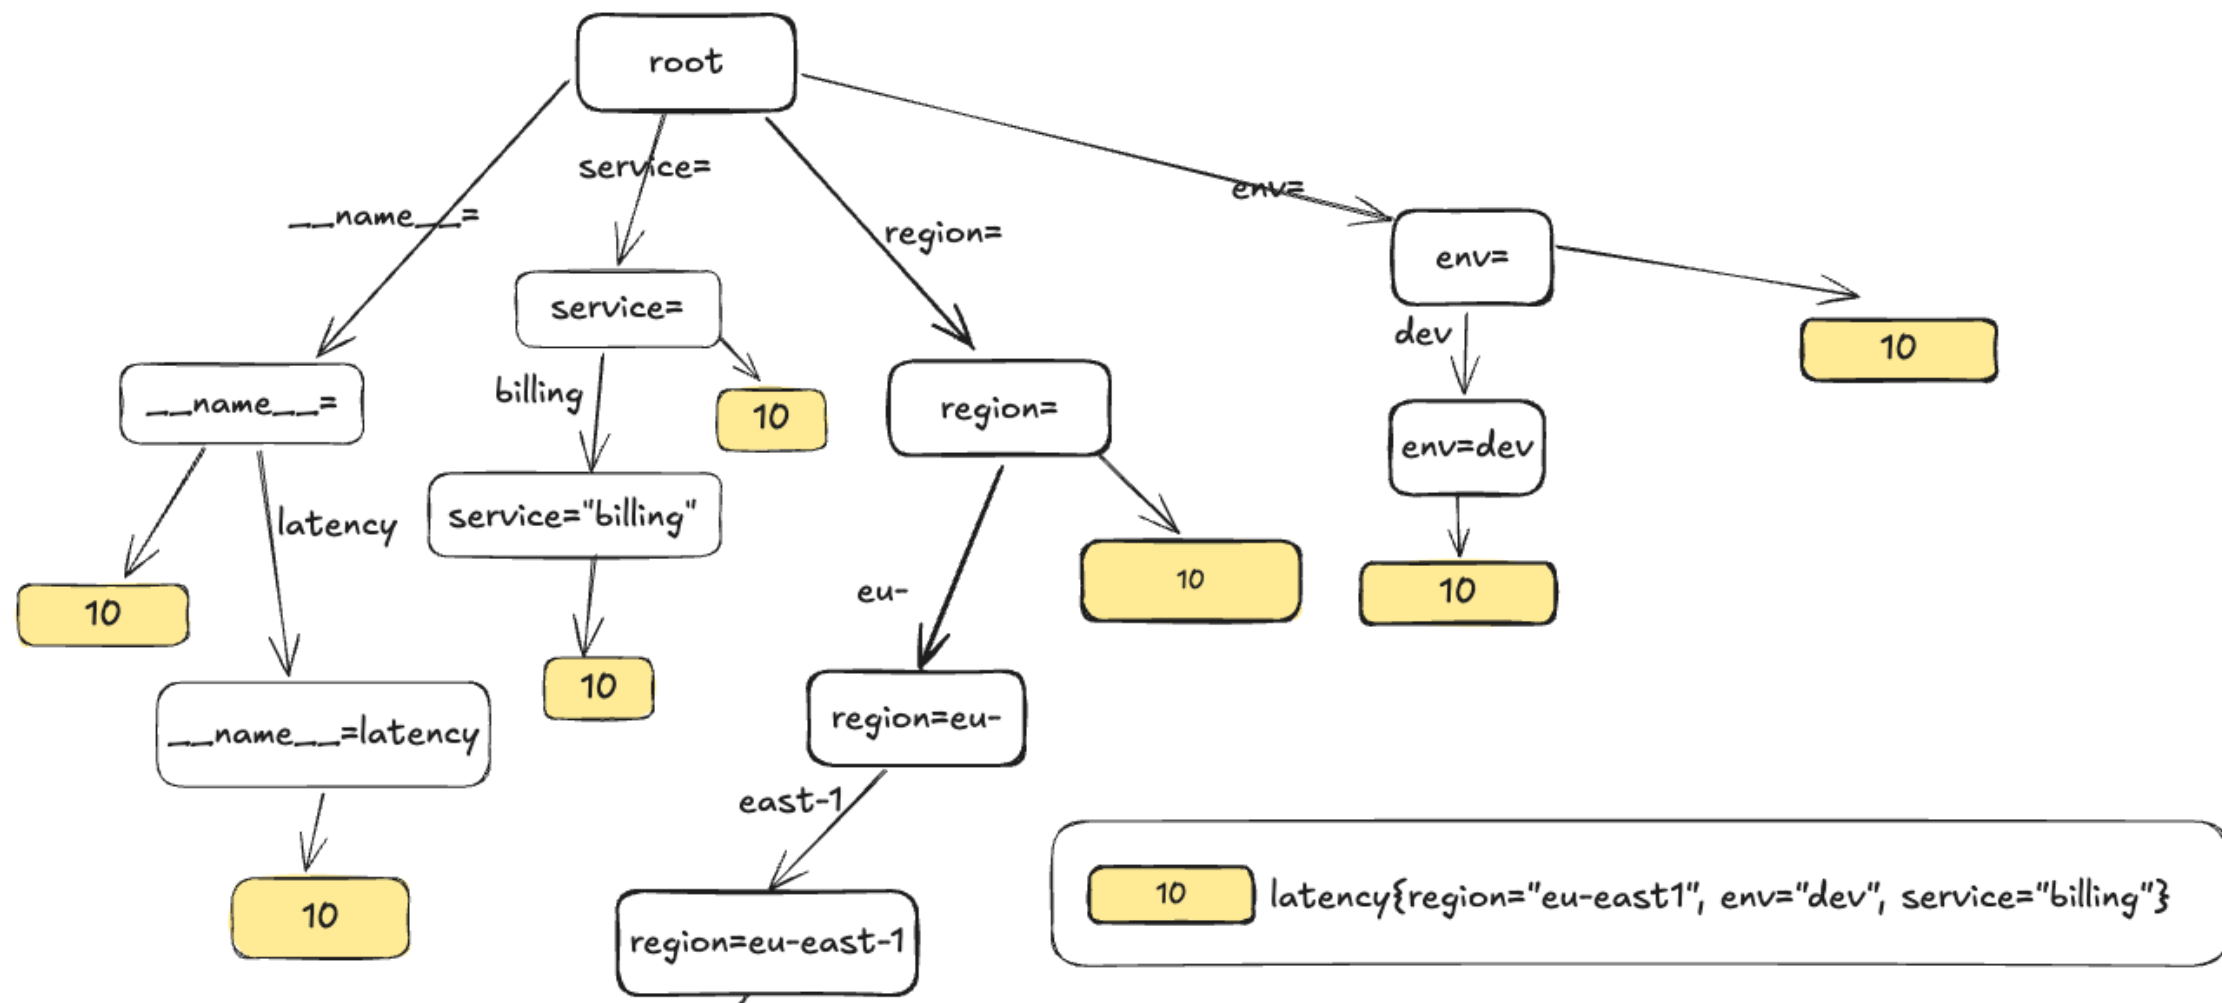 root
service=
env=
__name__=
region=
env=
service=
dev
10
billing
10
__name__=
region=
env=dev
latency
service="billing"
10
eu-
10
10
10
region=eu-
__name__=latency
east-1
10
region=eu-east-1
10 latency{region="eu-east1", env="dev", service="billing"}